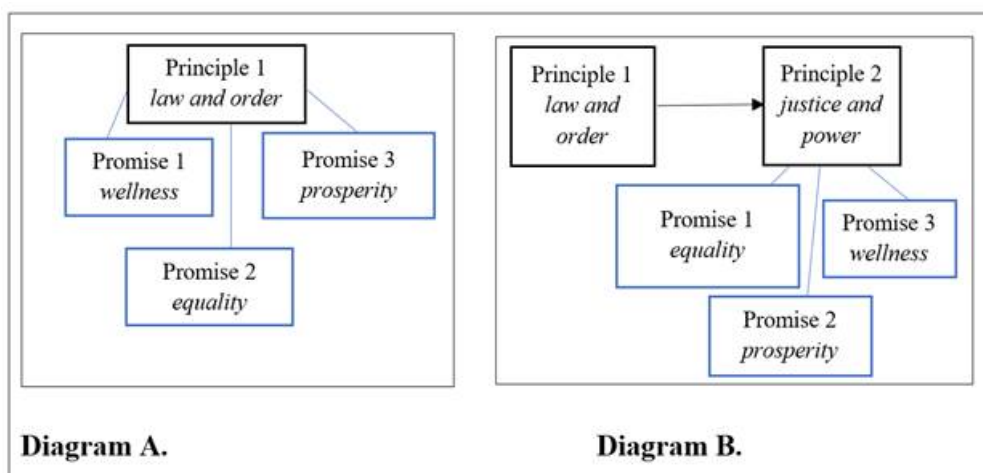 Principle 1
law and order
Promise 1
wellness
Promise 3
prosperity
Promise 2
equality
Principle 1
law and
order
Principle 2
justice and
power
Promise 1
equality
Promise 3
wellness
Promise 2
prosperity
Diagram A.
Diagram B.